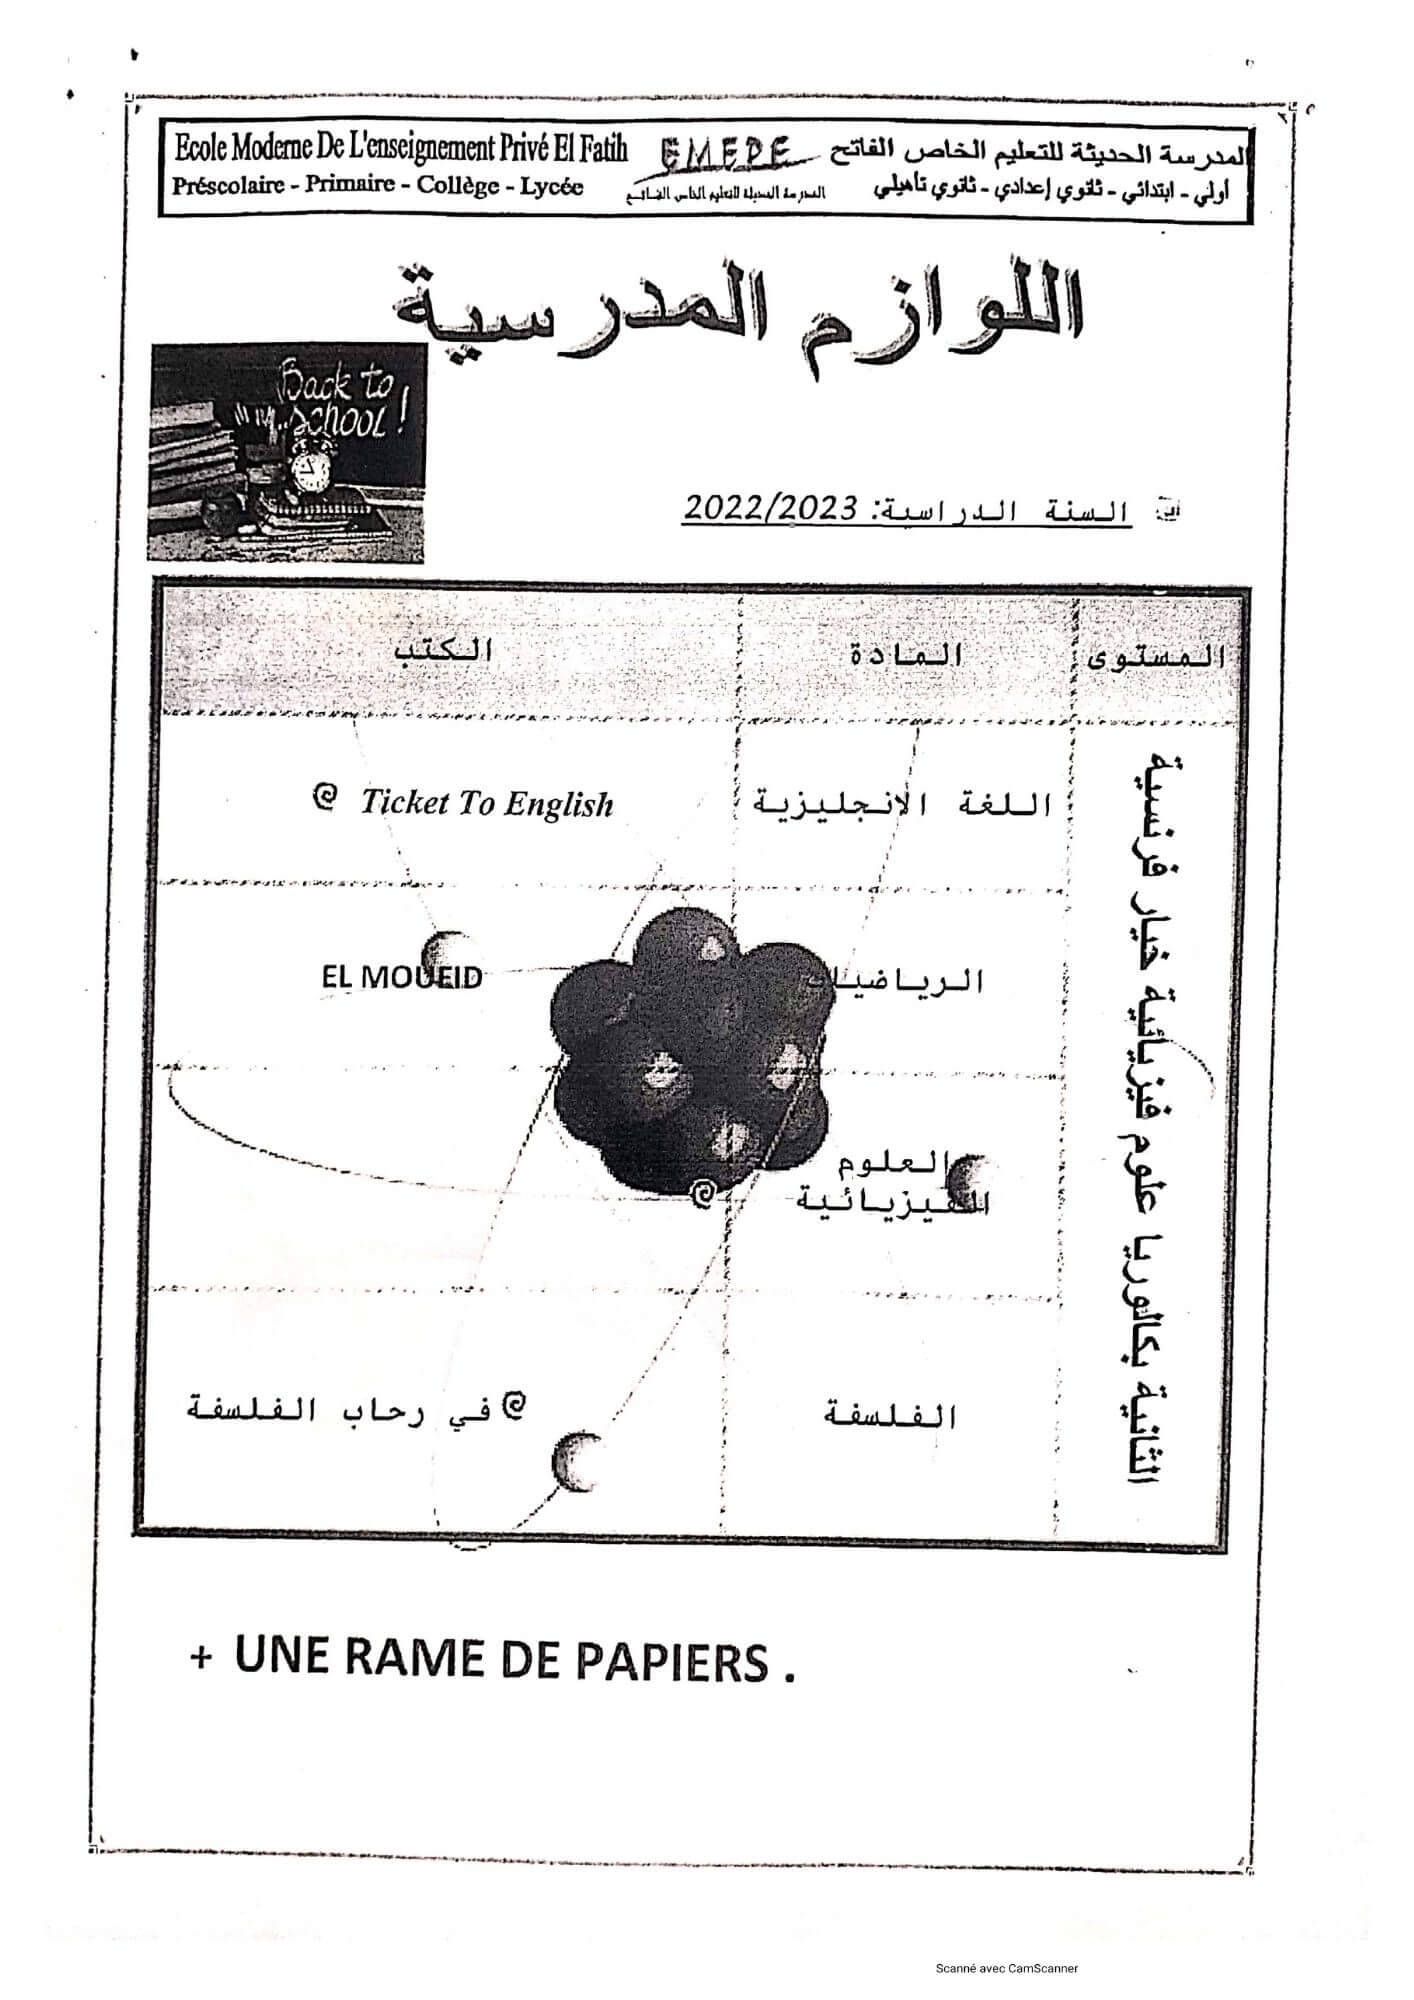 Ecole Moderne De L'enseignement Privé El Fatih
Préscolaire - Primaire - Collège - Lycée
EMEPE
المدرسة الحديثة للتعليم الخاص الفاتح
المدرسة الحديثة للتعليم الخاص الفاتح
أولي - ابتدائي - ثانوي إعدادي - ثانوي تأهيلي
اللوازم المدرسية
Back to
school!
السنة الدراسية: 2022/2023
المستوى المادة الكتب
الثانية بكالوريا علوم فيزيائية خيار فرنسية
اللغة الانجليزية Ticket To English
الرياضيات EL MOUEID
العلوم
الفيزيائية
الفلسفة في رحاب الفلسفة
+ UNE RAME DE PAPIERS .
Scanné avec CamScanner